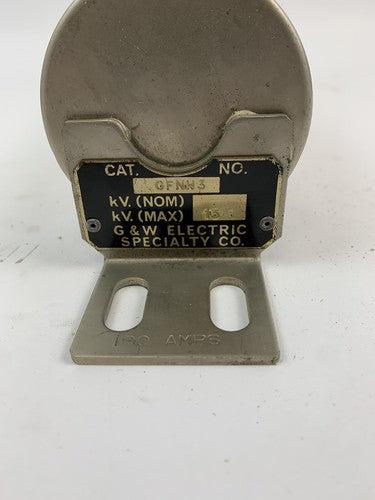 CAT. NO.
GFNN3
kV. (NOM)
kV. (MAX) 15
G & W ELECTRIC
SPECIALTY CO.
AMPS